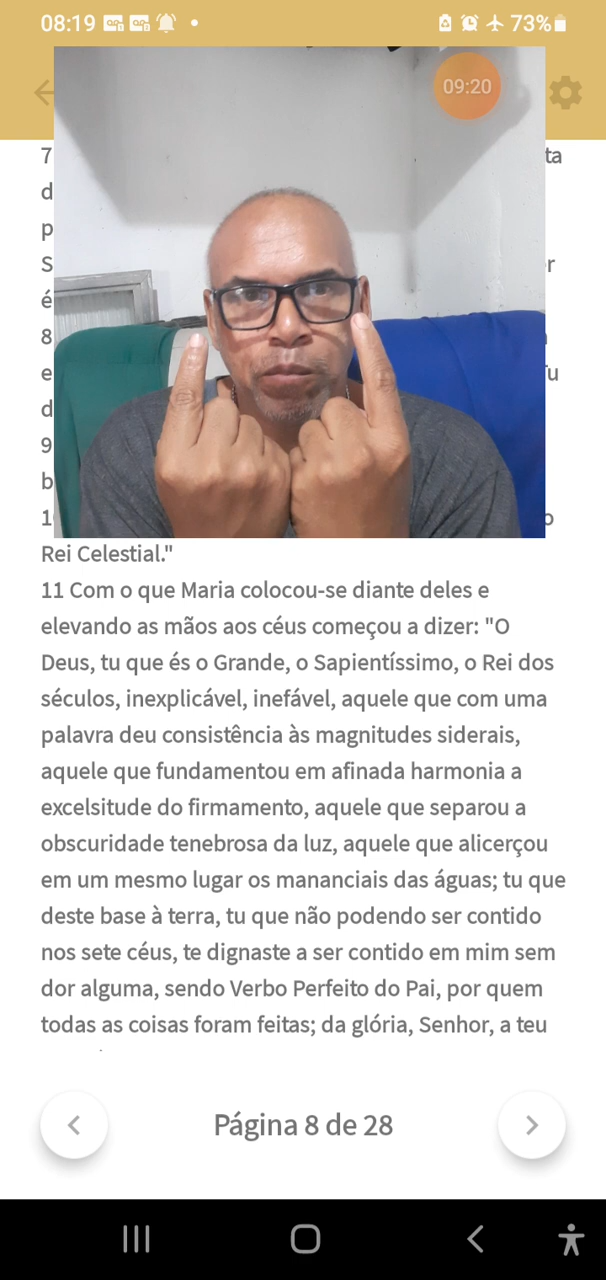 08:19
73%
09:20
7 ta
d
p
S r
é
8
e Tu
d
9
b
1 o
Rei Celestial."
11 Com o que Maria colocou-se diante deles e
elevando as mãos aos céus começou a dizer: "O
Deus, tu que és o Grande, o Sapientíssimo, o Rei dos
séculos, inexplicável, inefável, aquele que com uma
palavra deu consistência às magnitudes siderais,
aquele que fundamentou em afinada harmonia a
excelsitude do firmamento, aquele que separou a
obscuridade tenebrosa da luz, aquele que alicerçou
em um mesmo lugar os mananciais das águas; tu que
deste base à terra, tu que não podendo ser contido
nos sete céus, te dignaste a ser contido em mim sem
dor alguma, sendo Verbo Perfeito do Pai, por quem
todas as coisas foram feitas; da glória, Senhor, a teu
Página 8 de 28